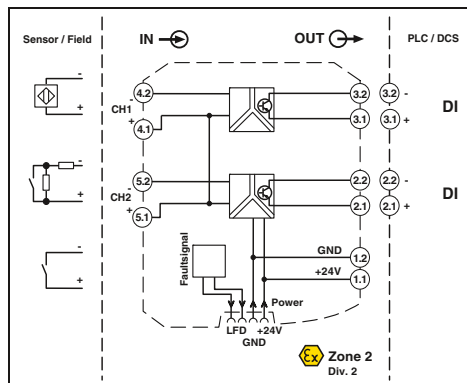 Sensor / Field
IN
OUT
PLC / DCS
-
+
4.2
-
CH1
+
4.1
3.2
3.1
3.2 -
3.1 +
DI
-
+
5.2
-
CH2
+
5.1
2.2
2.1
2.2 -
2.1 +
DI
-
+
Faultsignal
GND
1.2
+24V
1.1
Power
LFD
+24V
GND
Ex
Zone 2
Div. 2